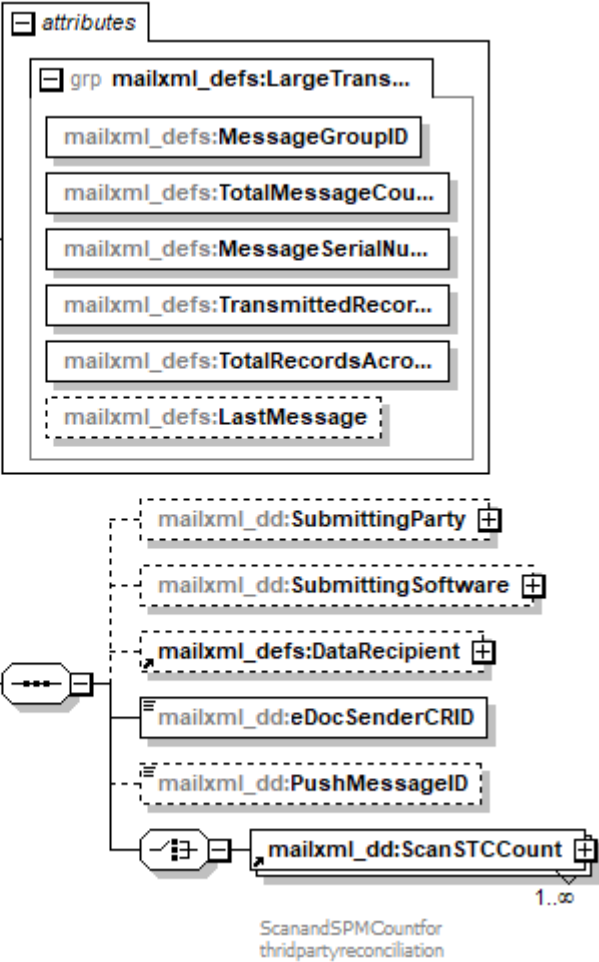 attributes
grp mailxml_defs:LargeTrans...
mailxml_defs:MessageGroupID
mailxml_defs:TotalMessageCou...
mailxml_defs:MessageSerialNu...
mailxml_defs:TransmittedRecor...
mailxml_defs:TotalRecordsAcro...
mailxml_defs:LastMessage
mailxml_dd:SubmittingParty
mailxml_dd:SubmittingSoftware
mailxml_defs:DataRecipient
mailxml_dd:eDocSenderCRID
mailxml_dd:PushMessageID
mailxml_dd:ScanSTCCount
1..∞
ScanandSPMCountfor
thridpartyreconciliation